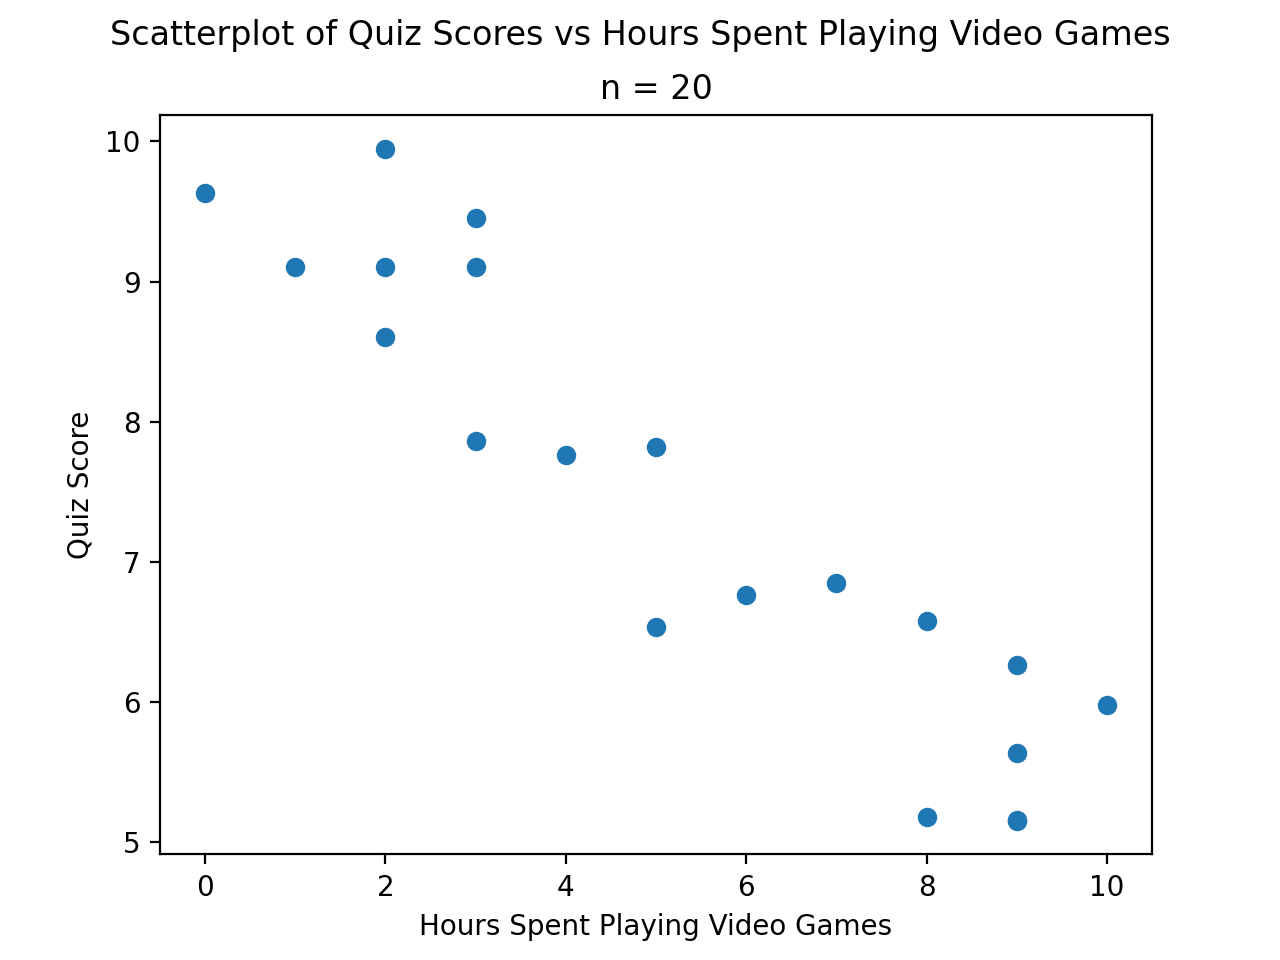 Scatterplot of Quiz Scores vs Hours Spent Playing Video Games
n = 20
10
9
8
7
6
5
Quiz Score
0 2 4 6 8 10
Hours Spent Playing Video Games